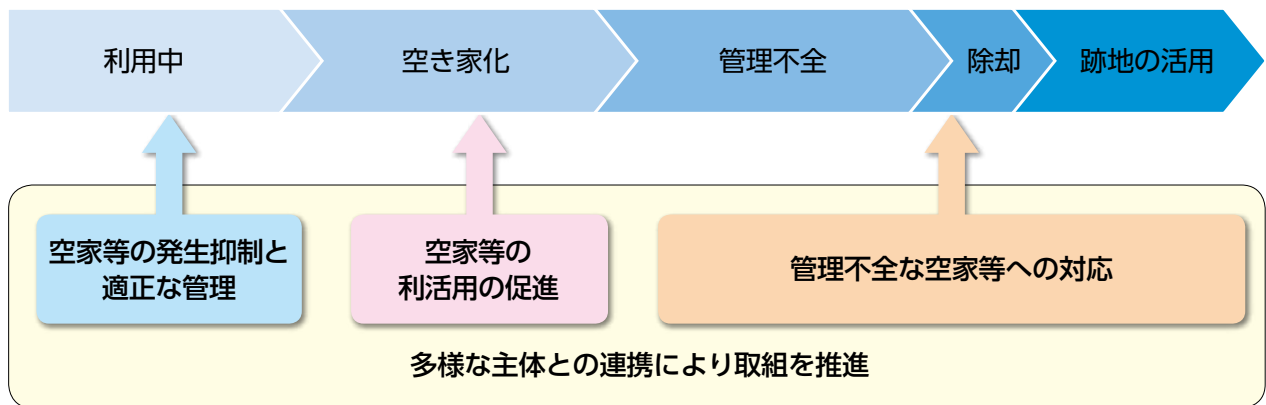 利用中
空き家化
管理不全
除却
跡地の活用
空家等の発生抑制と
適正な管理
空家等の
利活用の促進
管理不全な空家等への対応
多様な主体との連携により取組を推進